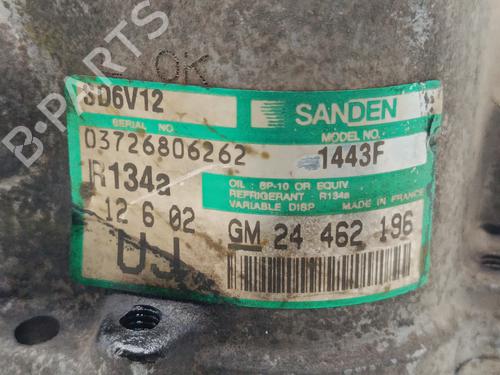 OK
SD6V12
SANDEN
SERIAL NO.
MODEL NO.
03726806262
1443F
R134a
OIL : SP-10 OR EQUIV
REFRIGERANT : R134a
VARIABLE DISP. MADE IN FRANCE
12 6 02
UJ
GM 24 462 196
B-PARTS